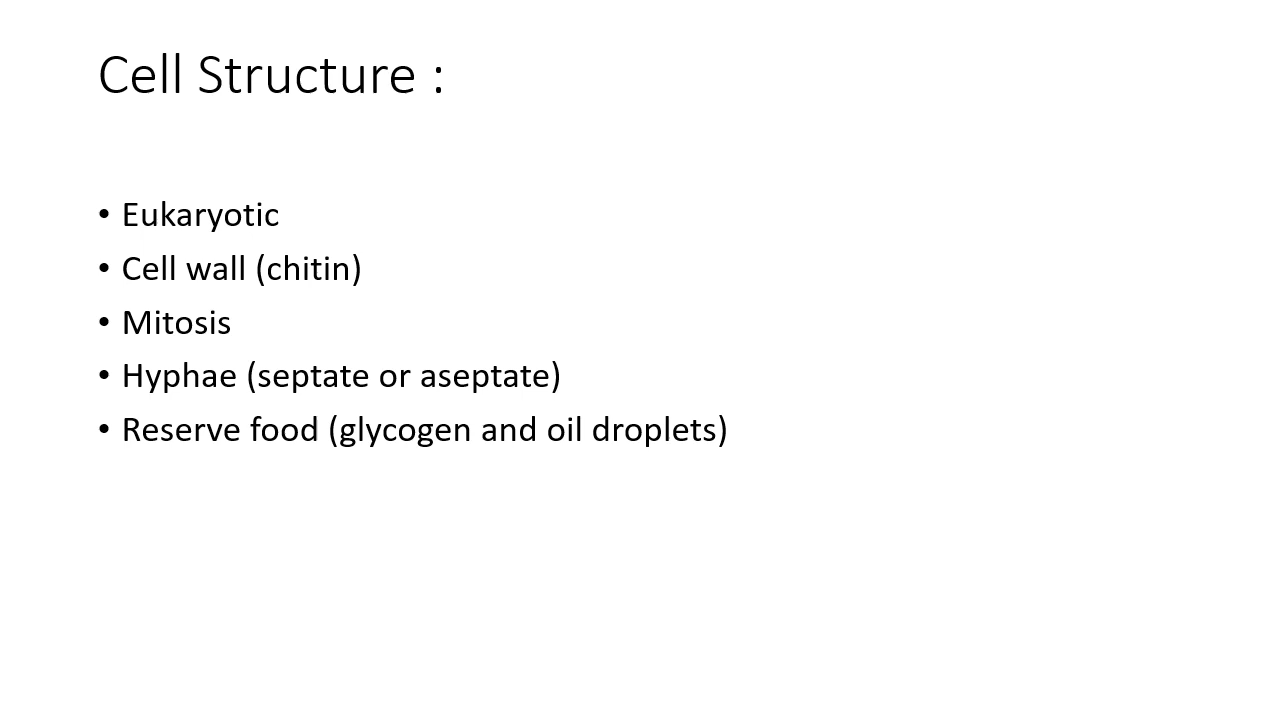 Cell Structure :
• Eukaryotic
• Cell wall (chitin)
• Mitosis
• Hyphae (septate or aseptate)
• Reserve food (glycogen and oil droplets)